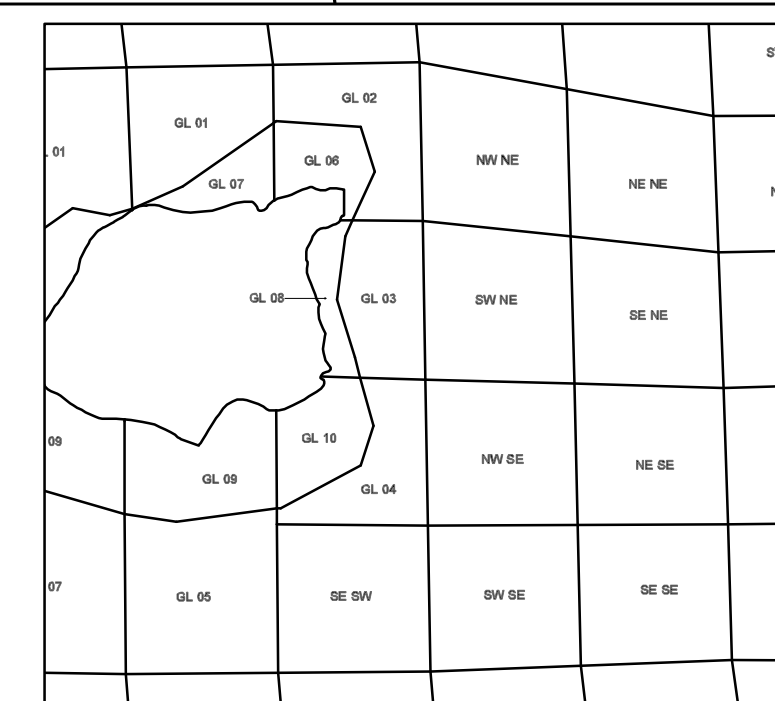 GL 02
GL 01
01
GL 06
NW NE
NE NE
GL 07
GL 08
GL 03
SW NE
SE NE
09
GL 10
NW SE
NE SE
GL 09
GL 04
07
GL 05
SE SW
SW SE
SE SE